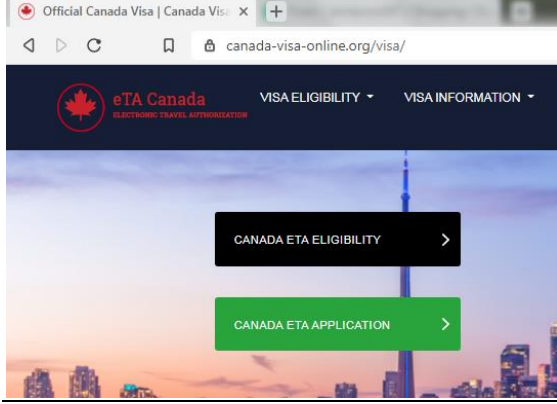 Official Canada Visa | Canada Vis
canada-visa-online.org/visa/
eTA Canada
ELECTRONIC TRAVEL AUTHORIZATION
VISA ELIGIBILITY
VISA INFORMATION
CANADA ETA ELIGIBILITY
CANADA ETA APPLICATION